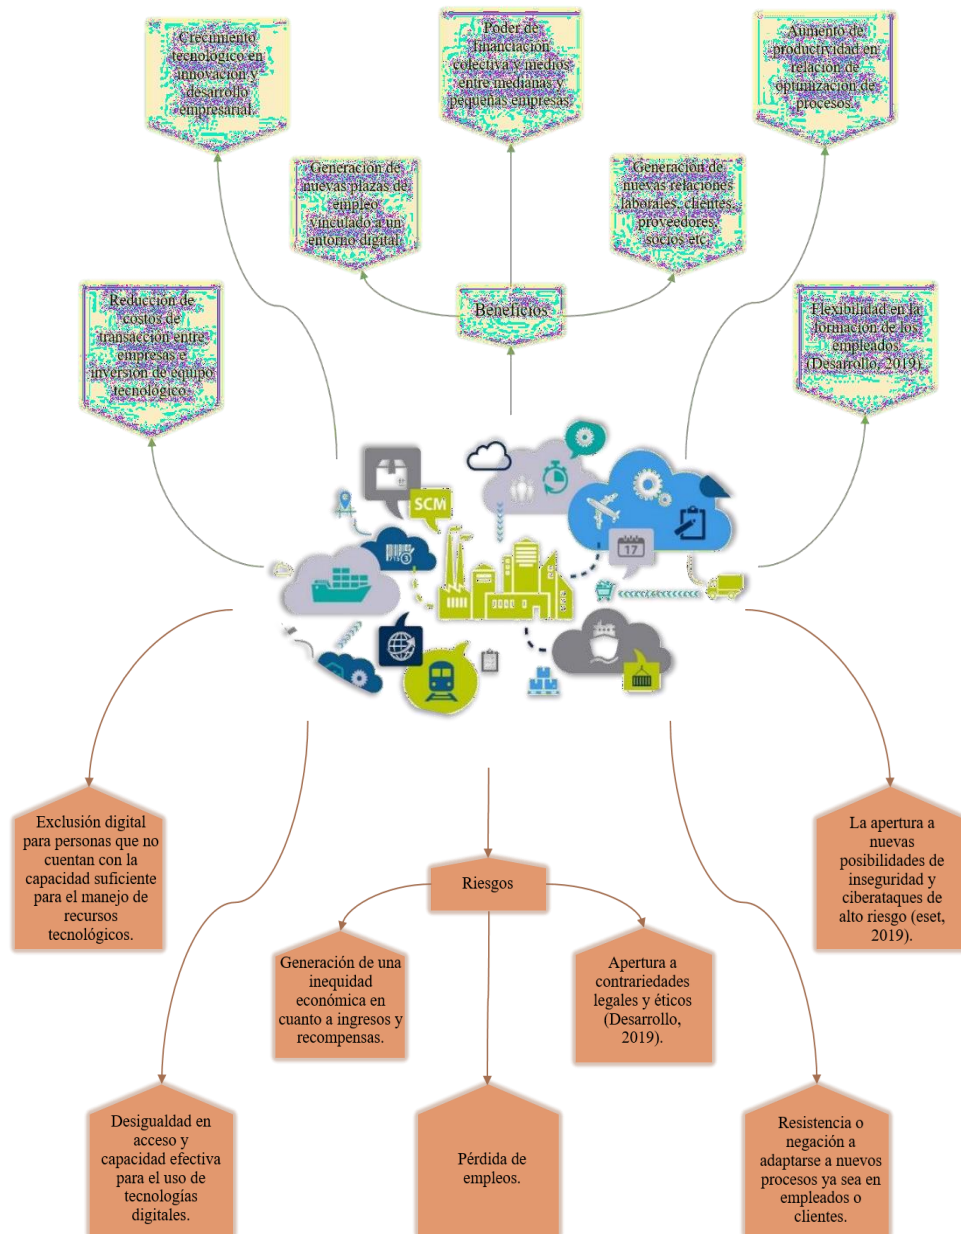 Crecimiento
tecnológico en
innovación y
desarrollo
empresarial.
Poder de
financiación
colectiva y medios
entre medianas y
pequeñas empresas.
Aumento de
productividad en
relación de
optimización de
procesos.
Generación de
nuevas plazas de
empleo
vinculado a un
entorno digital.
Generación de
nuevas relaciones
laborales, clientes,
proveedores,
socios etc.
Reducción de
costos de
transacción entre
empresas e
inversión de equipo
tecnológico.
Beneficios
Flexibilidad en la
formación de los
empleados
(Desarrollo, 2019).
SCM
17
Exclusión digital
para personas que no
cuentan con la
capacidad suficiente
para el manejo de
recursos
tecnológicos.
Riesgos
La apertura a
nuevas
posibilidades de
inseguridad y
ciberataques de
alto riesgo (eset,
2019).
Generación de una
inequidad
económica en
cuanto a ingresos y
recompensas.
Apertura a
contrariedades
legales y éticos
(Desarrollo,
2019).
Desigualdad en
acceso y
capacidad efectiva
para el uso de
tecnologías
digitales.
Pérdida de
empleos.
Resistencia o
negación a
adaptarse a nuevos
procesos ya sea en
empleados o
clientes.